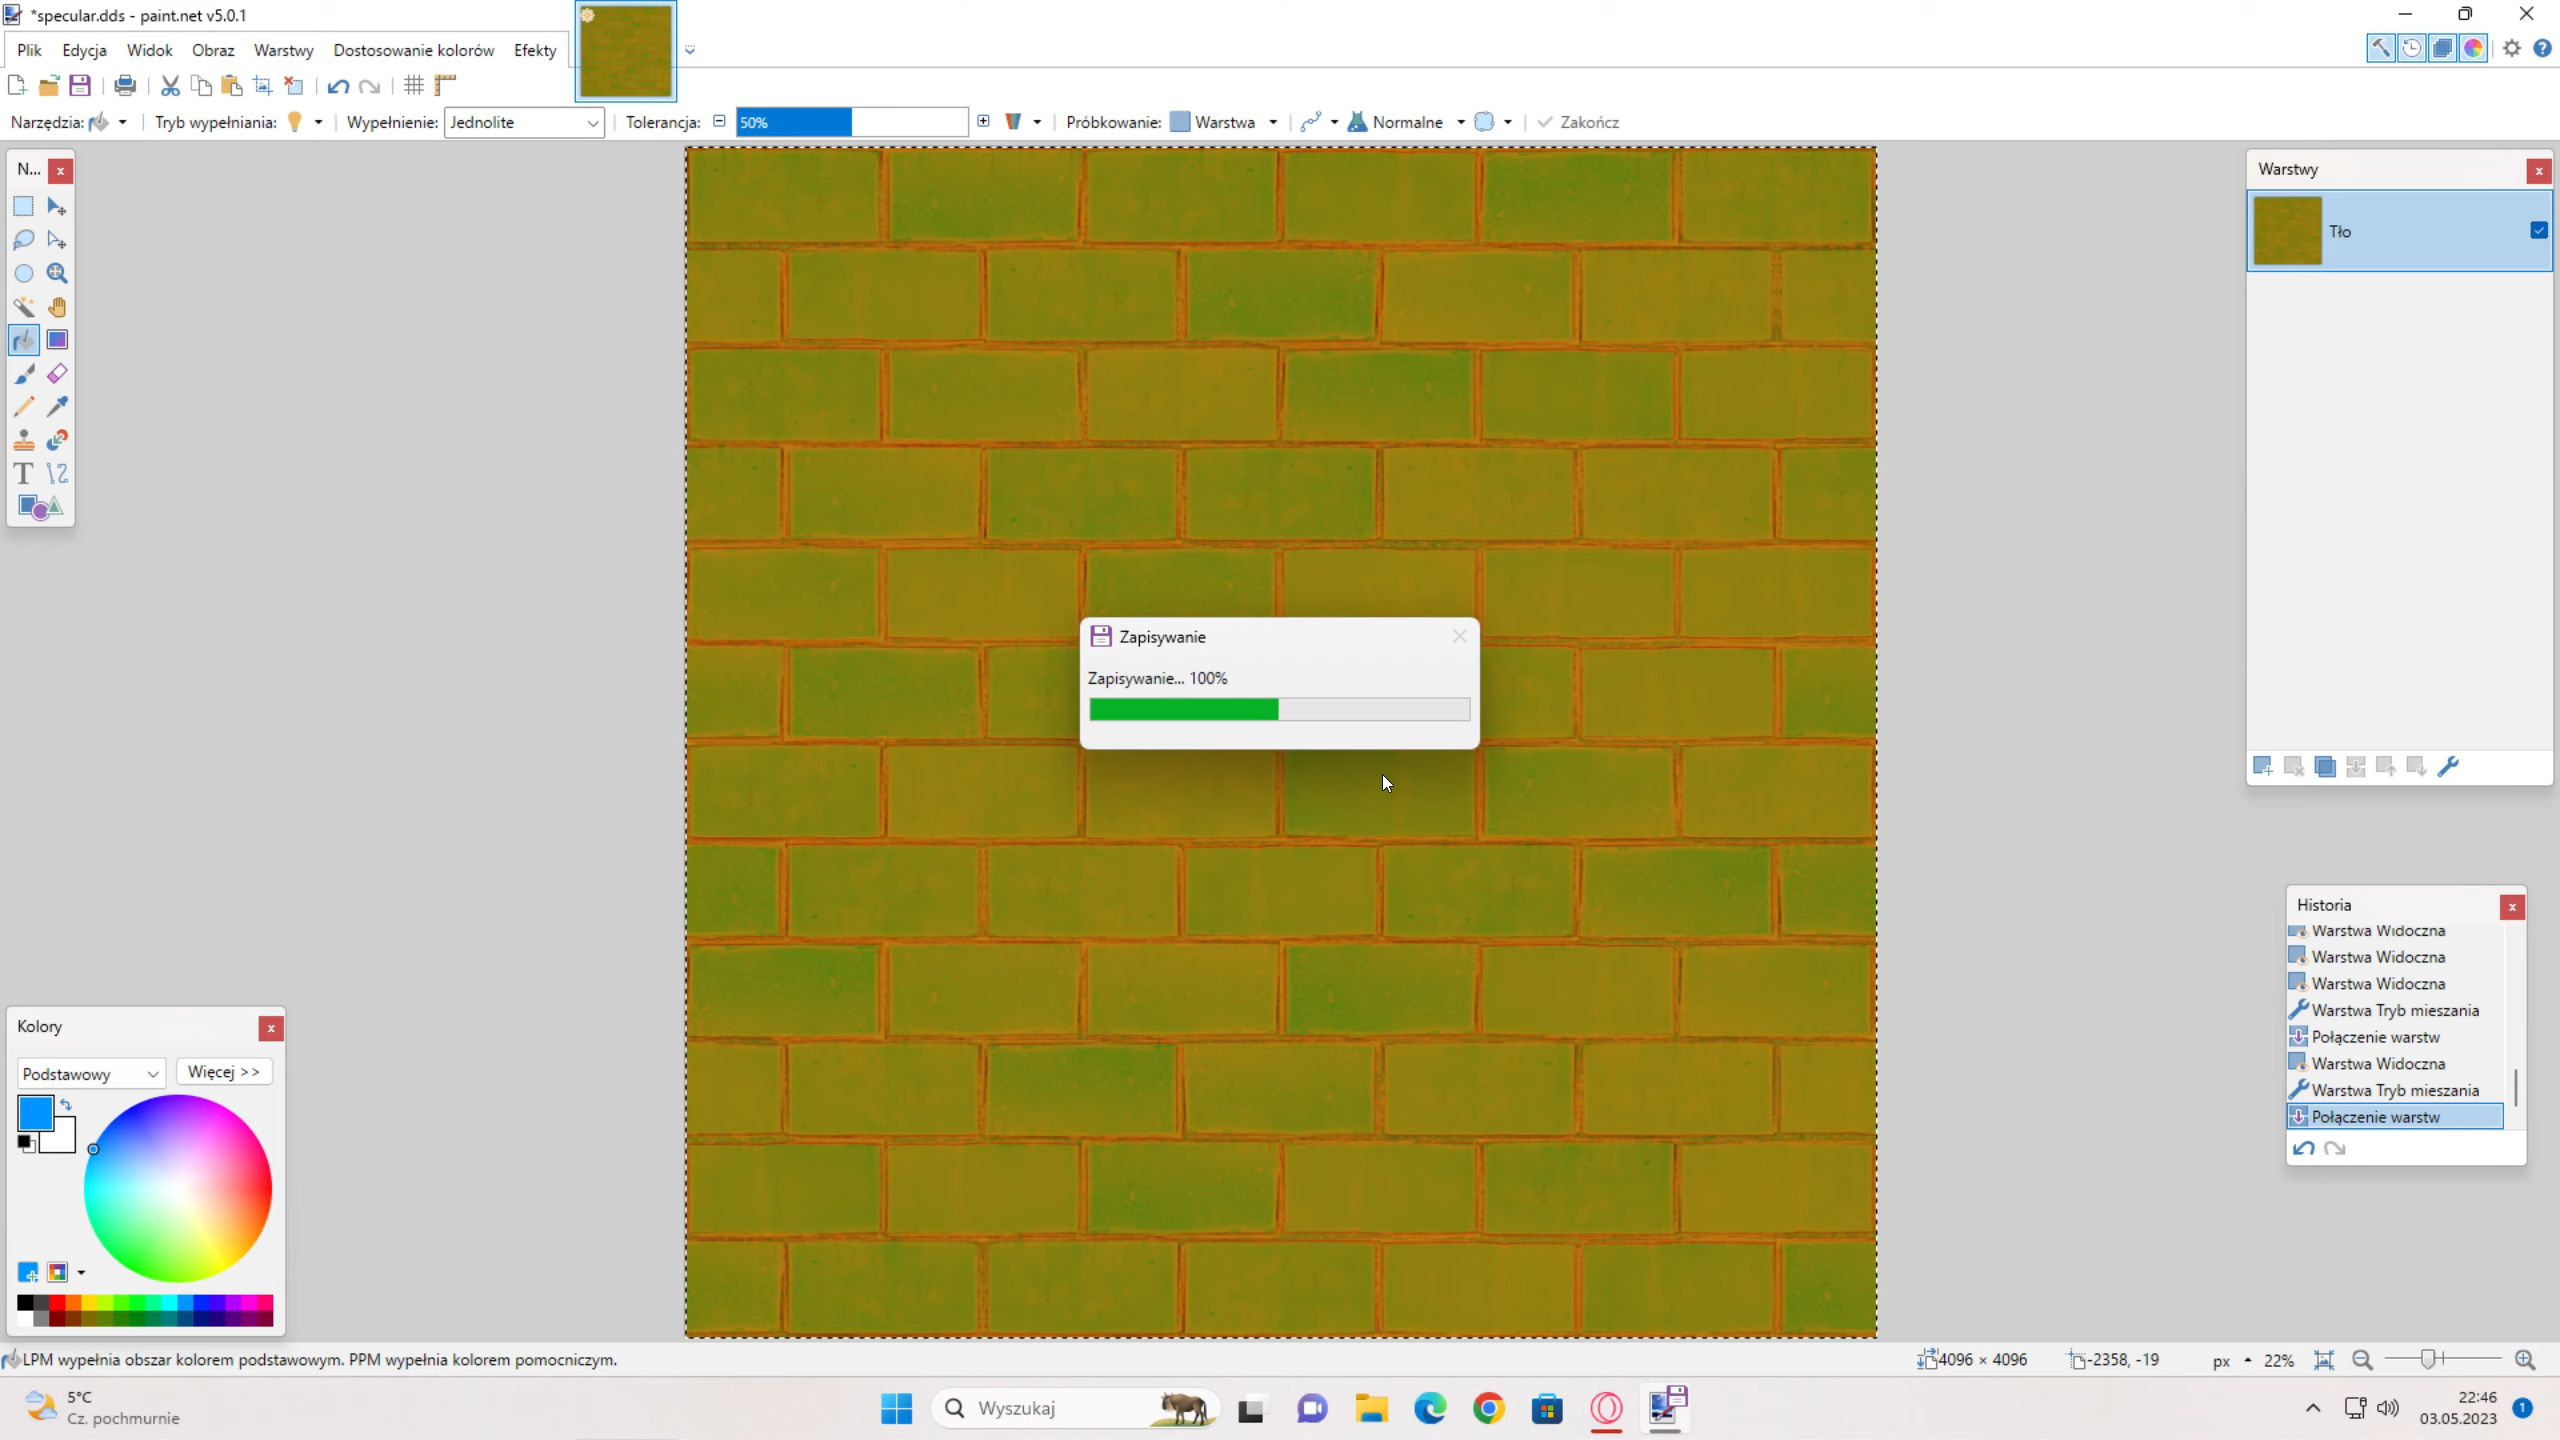 *specular.dds - paint.net v5.0.1
Plik Edycja Widok Obraz Warstwy Dostosowanie kolorów Efekty
Narzędzia: Tryb wypełniania: Wypełnienie: Jednolite Tolerancja: 50% Próbkowanie: Warstwa Normalne Zakończ
N...
Warstwy
Tło
Zapisywanie
Zapisywanie... 100%
Historia
Warstwa Widoczna
Warstwa Widoczna
Warstwa Widoczna
Warstwa Tryb mieszania
Połączenie warstw
Warstwa Widoczna
Warstwa Tryb mieszania
Połączenie warstw
Kolory
Podstawowy Więcej >>
LPM wypełnia obszar kolorem podstawowym. PPM wypełnia kolorem pomocniczym.
4096 × 4096 -2358, -19 px 22%
5°C
Cz. pochmurnie
Wyszukaj
22:46
03.05.2023
1